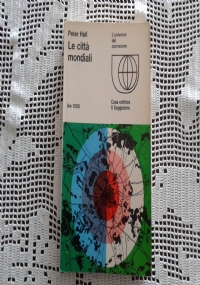 Peter Hall
Le città
mondiali
L'universo
del
conoscere
lire 1200
Casa editrice
Il Saggiatore